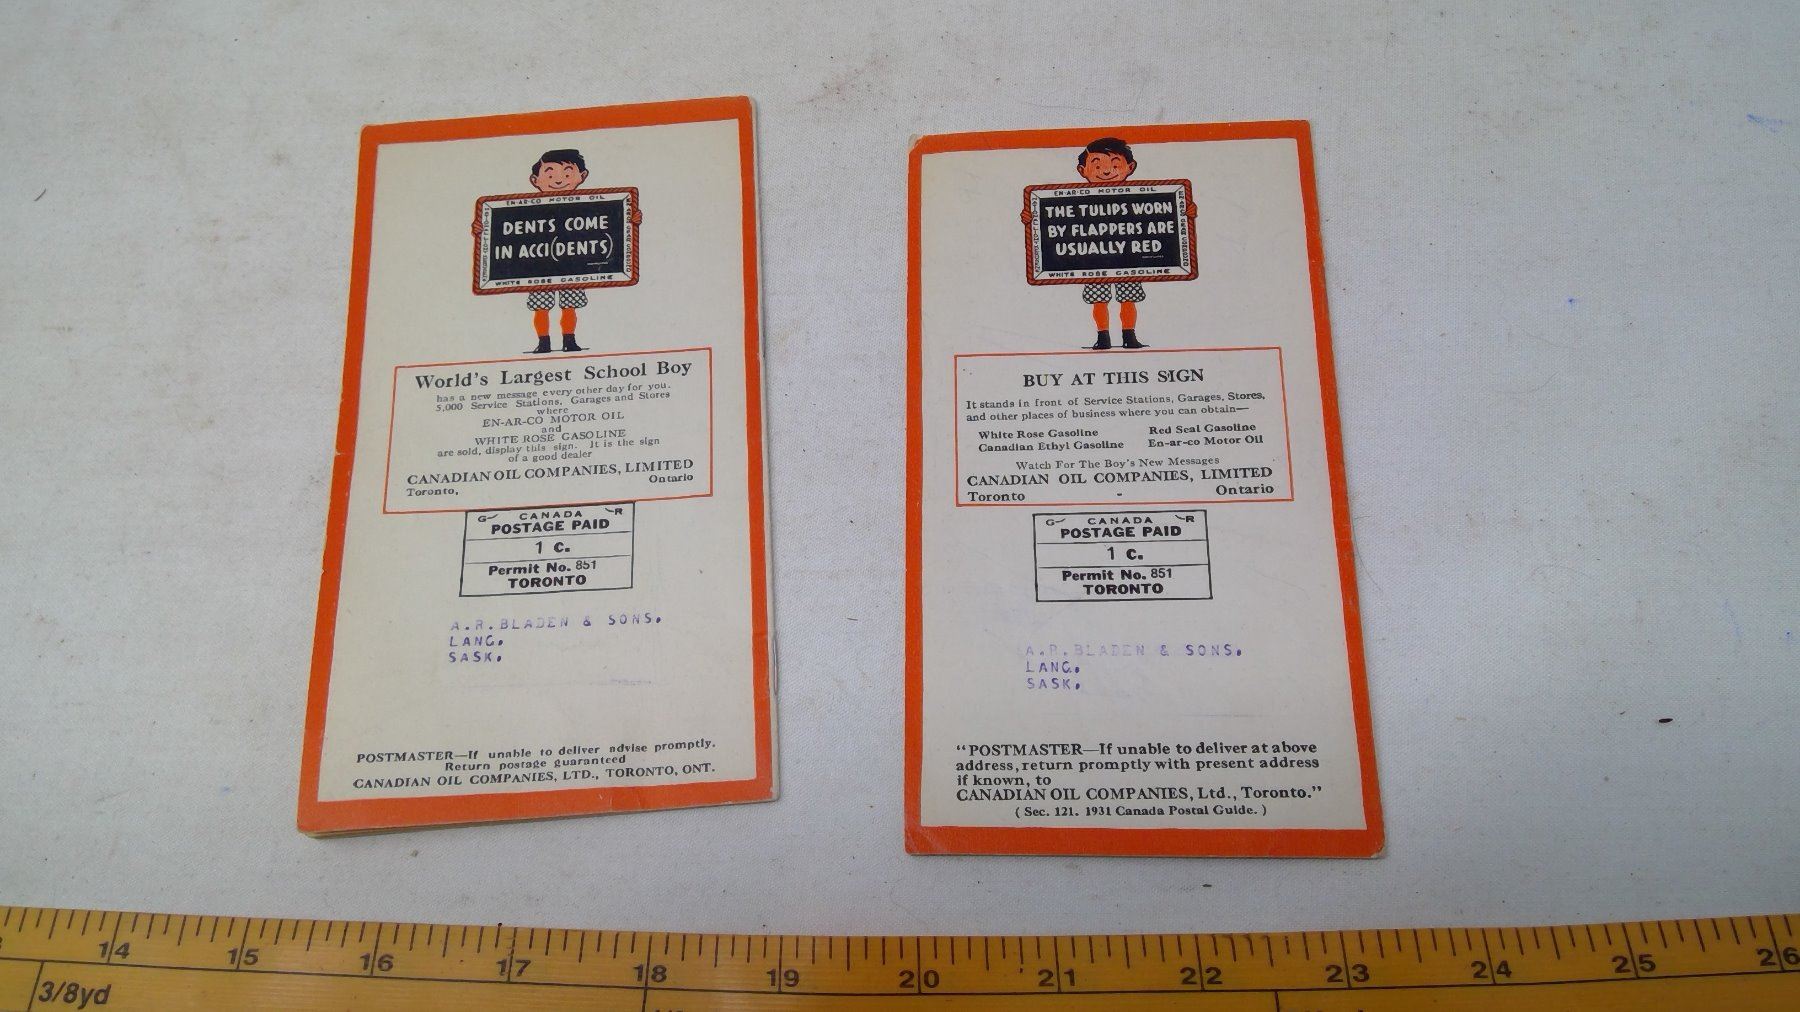 EN-AR-CO MOTOR OIL
DENTS COME
IN ACCI(DENTS)
WHITE ROSE GASOLINE
World's Largest School Boy
has a new message every other day for you.
5,000 Service Stations, Garages and Stores
where
EN-AR-CO MOTOR OIL
and
WHITE ROSE GASOLINE
are sold, display this sign. It is the sign
of a good dealer
CANADIAN OIL COMPANIES, LIMITED
Toronto, Ontario
G CANADA R
POSTAGE PAID
1 c.
Permit No. 851
TORONTO
A.R.BLADEN & SONS.
LANG.
SASK.
POSTMASTER—If unable to deliver advise promptly.
Return postage guaranteed
CANADIAN OIL COMPANIES, LTD., TORONTO, ONT.
EN-AR-CO MOTOR OIL
THE TULIPS WORN
BY FLAPPERS ARE
USUALLY RED
WHITE ROSE GASOLINE
BUY AT THIS SIGN
It stands in front of Service Stations, Garages, Stores,
and other places of business where you can obtain—
White Rose Gasoline Red Seal Gasoline
Canadian Ethyl Gasoline En-ar-co Motor Oil
Watch For The Boy's New Messages
CANADIAN OIL COMPANIES, LIMITED
Toronto - Ontario
G CANADA R
POSTAGE PAID
1 c.
Permit No. 851
TORONTO
A.R.BLADEN & SONS.
LANG.
SASK.
"POSTMASTER—If unable to deliver at above
address, return promptly with present address
if known, to
CANADIAN OIL COMPANIES, Ltd., Toronto."
( Sec. 121. 1931 Canada Postal Guide. )
14 15 16 17 18 19 20 21 22 23 24 25 26
3/8yd